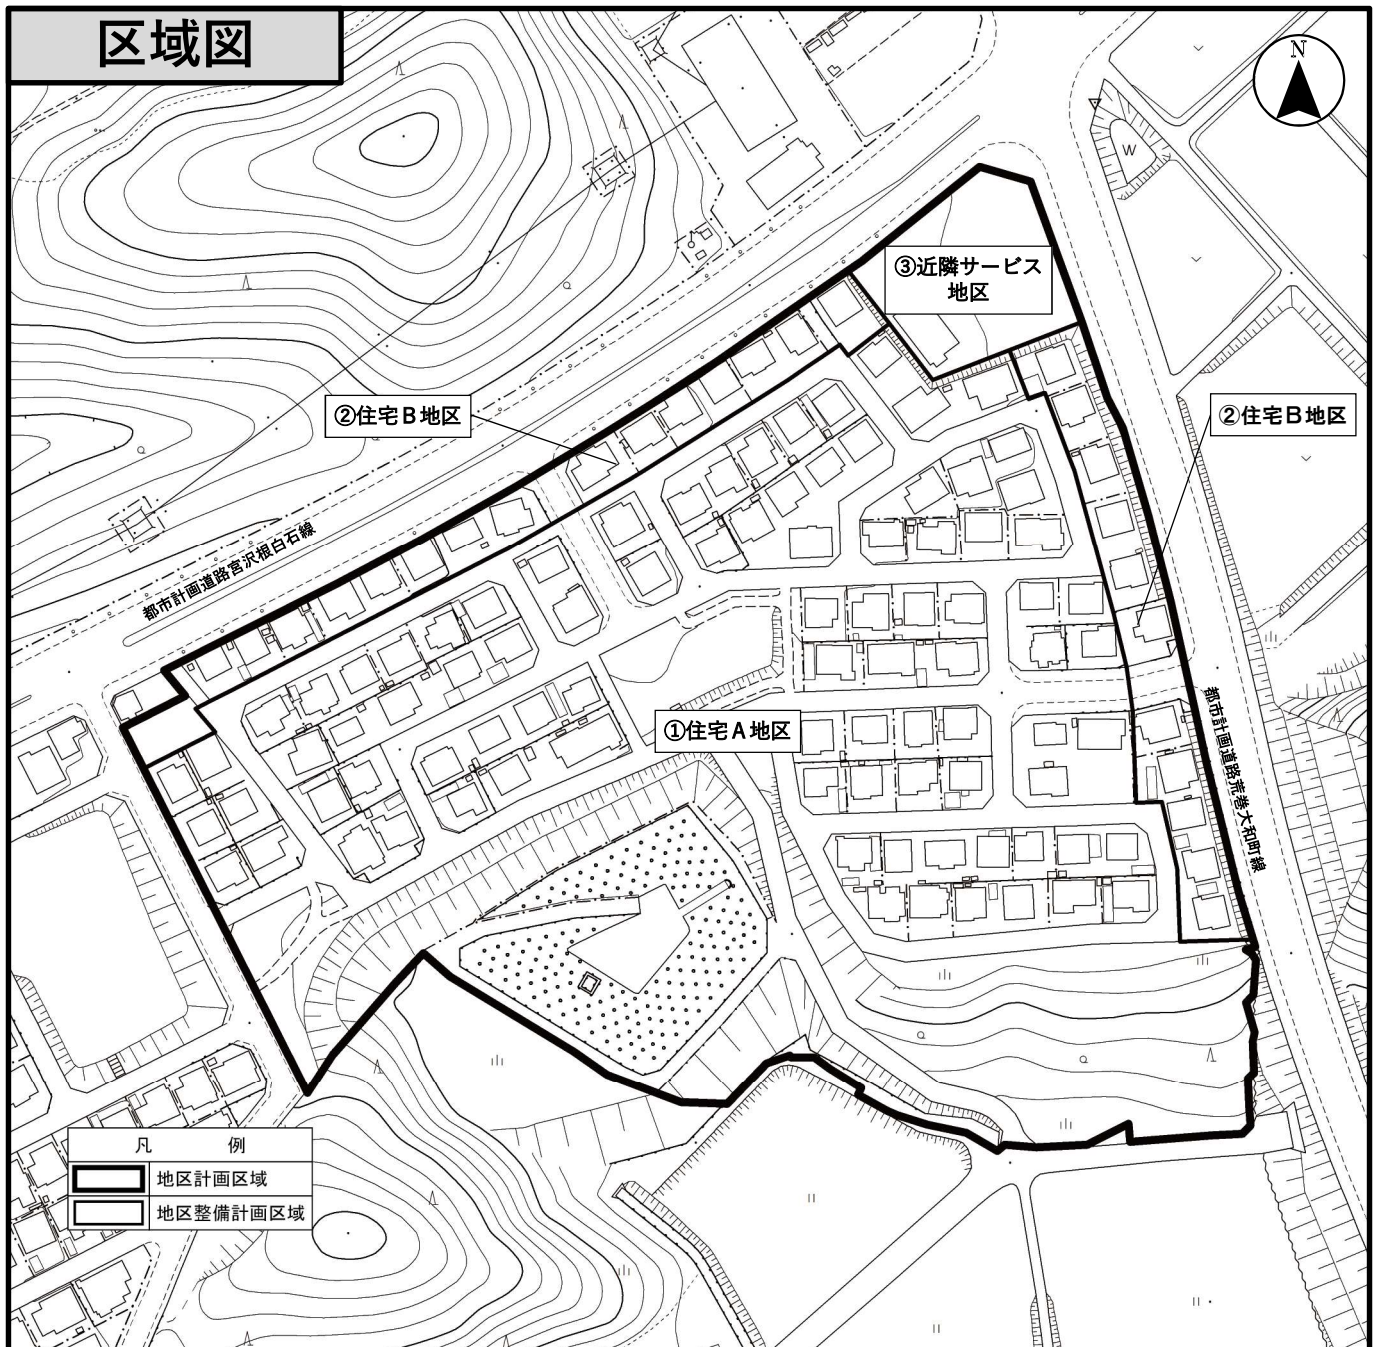 区域図
N
W
③近隣サービス
地区
②住宅B地区
②住宅B地区
都市計画道路宮沢根白石線
①住宅A地区
都市計画道路荒巻大和町線
凡 例
地区計画区域
地区整備計画区域